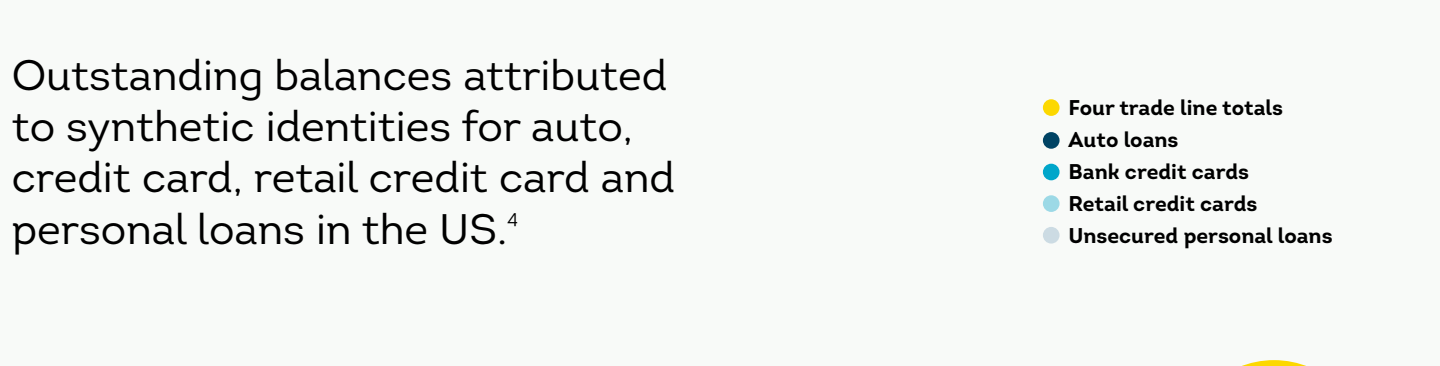 Outstanding balances attributed
to synthetic identities for auto,
credit card, retail credit card and
personal loans in the US.4
Four trade line totals
Auto loans
Bank credit cards
Retail credit cards
Unsecured personal loans